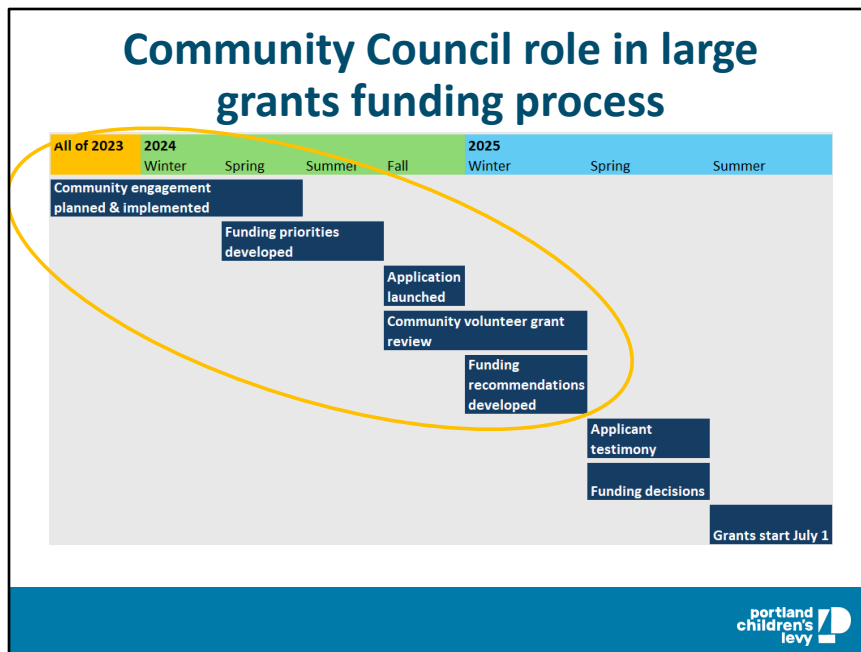 Community Council role in large
grants funding process
All of 2023 2024 2025
Winter Spring Summer Fall Winter Spring Summer
Community engagement
planned & implemented
Funding priorities
developed
Application
launched
Community volunteer grant
review
Funding
recommendations
developed
Applicant
testimony
Funding decisions
Grants start July 1
portland
children's
levy